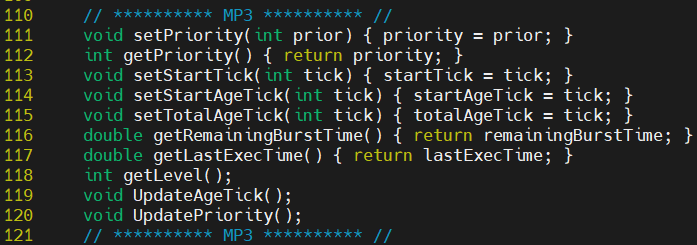 110 // ********** MP3 ********** //
111 void setPriority(int prior) { priority = prior; }
112 int getPriority() { return priority; }
113 void setStartTick(int tick) { startTick = tick; }
114 void setStartAgeTick(int tick) { startAgeTick = tick; }
115 void setTotalAgeTick(int tick) { totalAgeTick = tick; }
116 double getRemainingBurstTime() { return remainingBurstTime; }
117 double getLastExecTime() { return lastExecTime; }
118 int getLevel();
119 void UpdateAgeTick();
120 void UpdatePriority();
121 // ********** MP3 ********** //